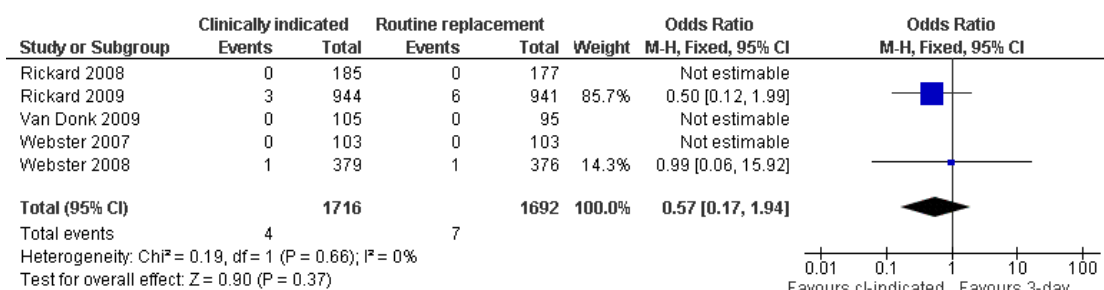 Clinically indicated Routine replacement Odds Ratio Odds Ratio
Study or Subgroup Events Total Events Total Weight M-H, Fixed, 95% CI M-H, Fixed, 95% CI
Rickard 2008 0 185 0 177 Not estimable
Rickard 2009 3 944 6 941 85.7% 0.50 [0.12, 1.99]
Van Donk 2009 0 105 0 95 Not estimable
Webster 2007 0 103 0 103 Not estimable
Webster 2008 1 379 1 376 14.3% 0.99 [0.06, 15.92]
Total (95% CI) 1716 1692 100.0% 0.57 [0.17, 1.94]
Total events 4 7
Heterogeneity: Chi² = 0.19, df = 1 (P = 0.66); I² = 0%
Test for overall effect: Z = 0.90 (P = 0.37)
0.01 0.1 1 10 100
Favours cl-indicated Favours 3-day